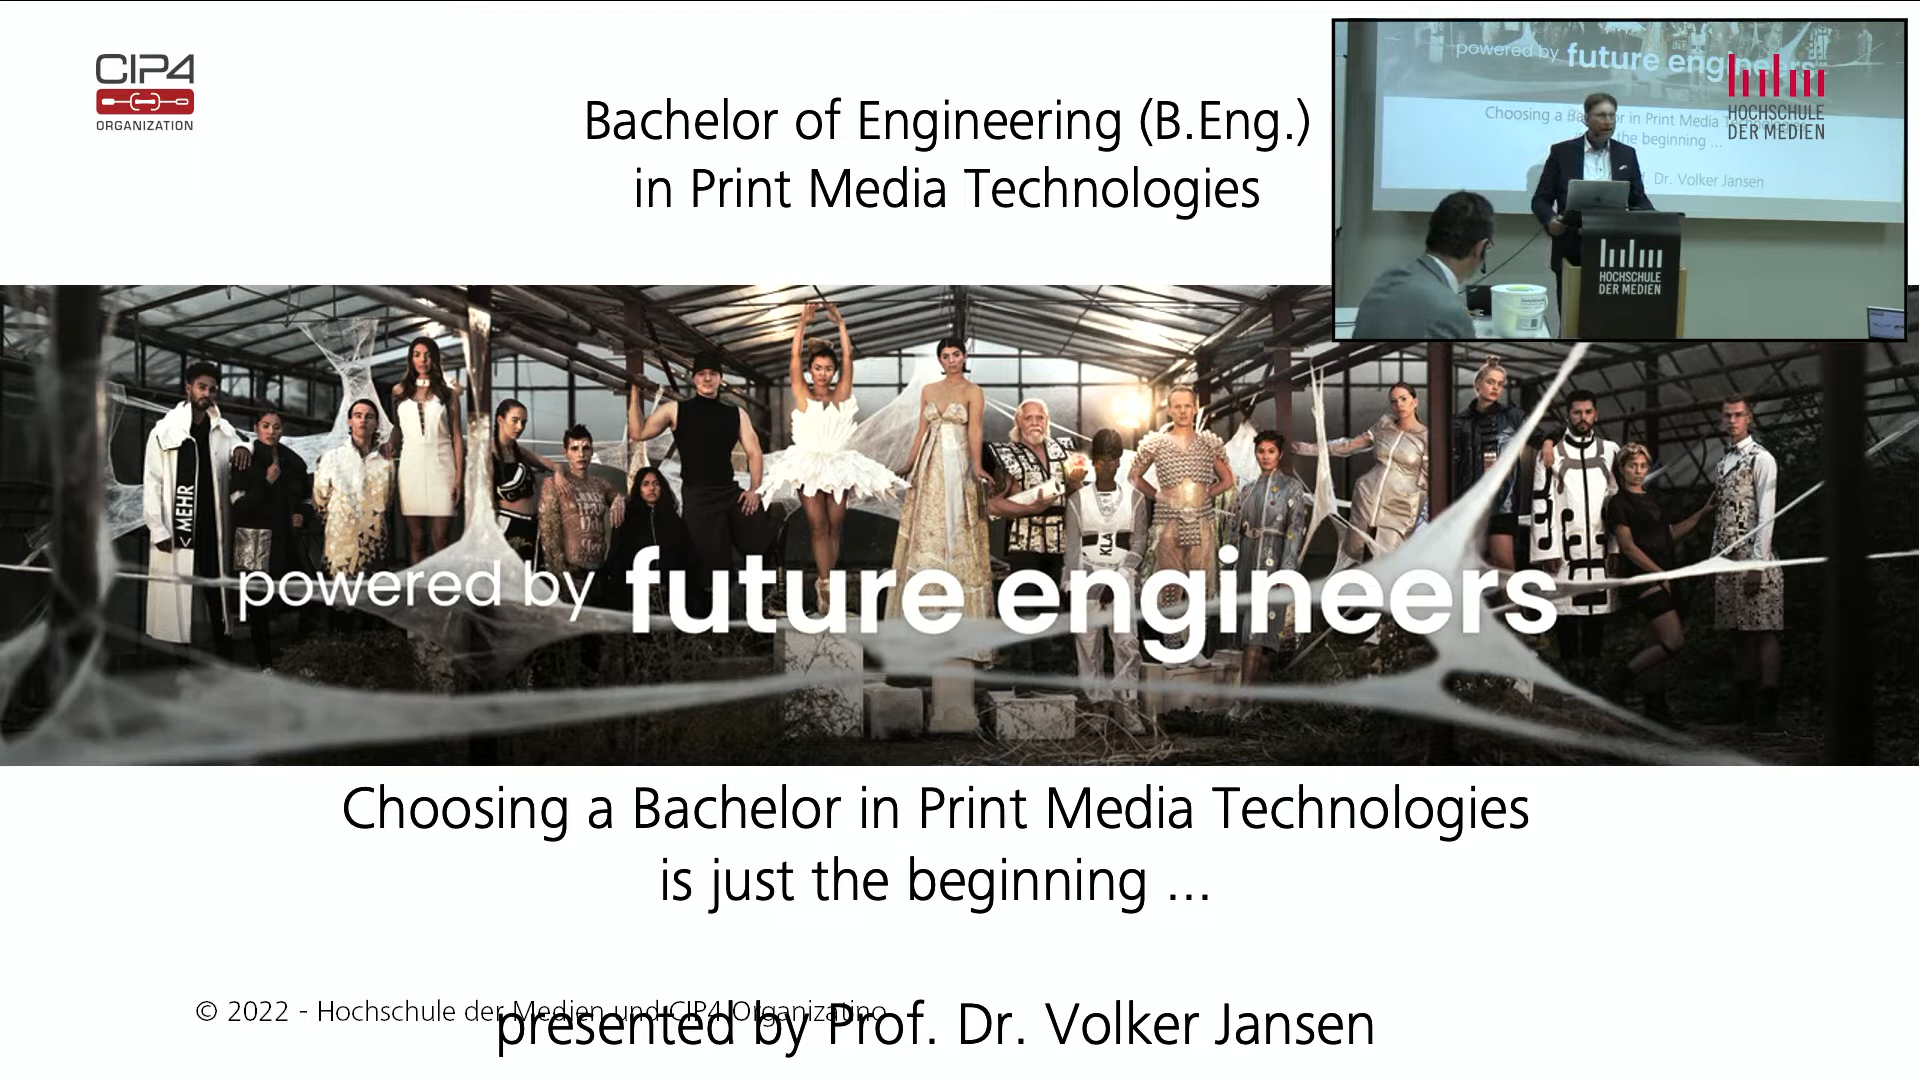 CIP4
ORGANIZATION
Bachelor of Engineering (B.Eng.)
in Print Media Technologies
powered by future engineers
HOCHSCHULE
DER MEDIEN
Choosing a Bachelor in Print Media Technologies
the beginning ...
Dr. Volker Jansen
HOCHSCHULE
DER MEDIEN
< MEHR
KLA
powered by future engineers
Choosing a Bachelor in Print Media Technologies
is just the beginning ...
© 2022 - Hochschule der Medien und CIP4 Organizatino
presented by Prof. Dr. Volker Jansen